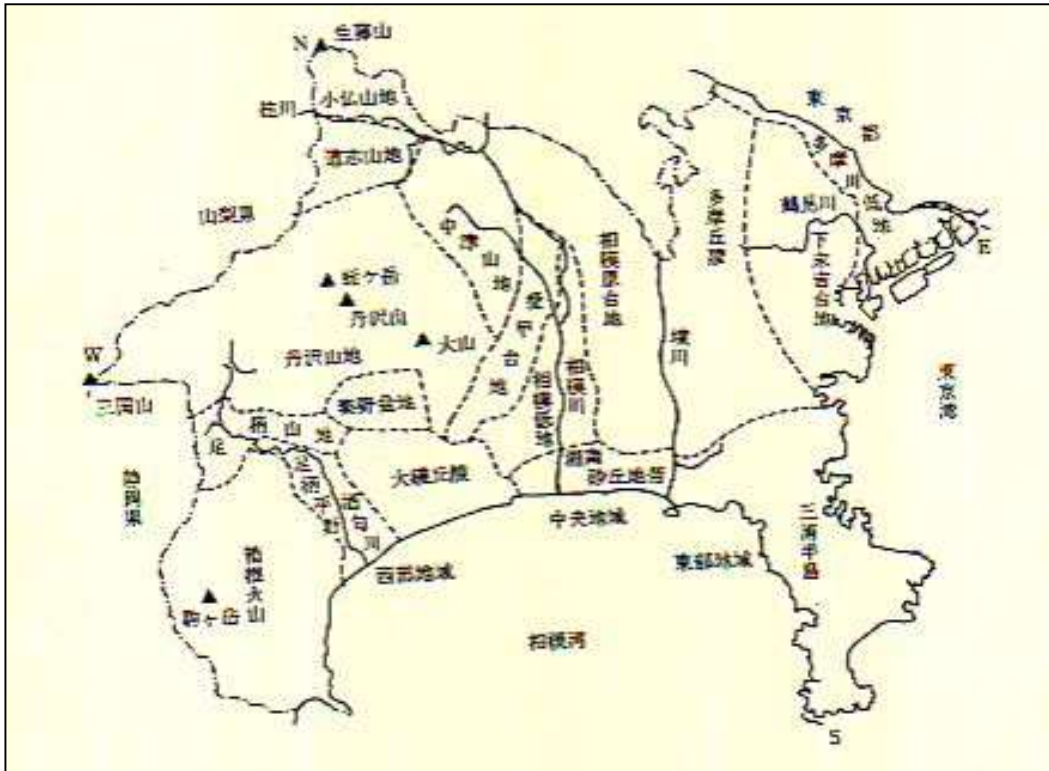 N
生藤山
小仏山地
桂川
道志山地
山梨県
東京都
多摩川低地
鶴見川
多摩丘陵
下末吉台地
E
中津山地
相模原台地
蛭ヶ岳
丹沢山
大山
愛甲台地
境川
丹沢山地
W
三国山
秦野盆地
相模川
相模低地
東京湾
足柄山地
静岡県
足柄平野
酒匂川
大磯丘陵
湘南
砂丘地帯
中央地域
三浦半島
西部地域
東部地域
箱根火山
駒ヶ岳
相模湾
S